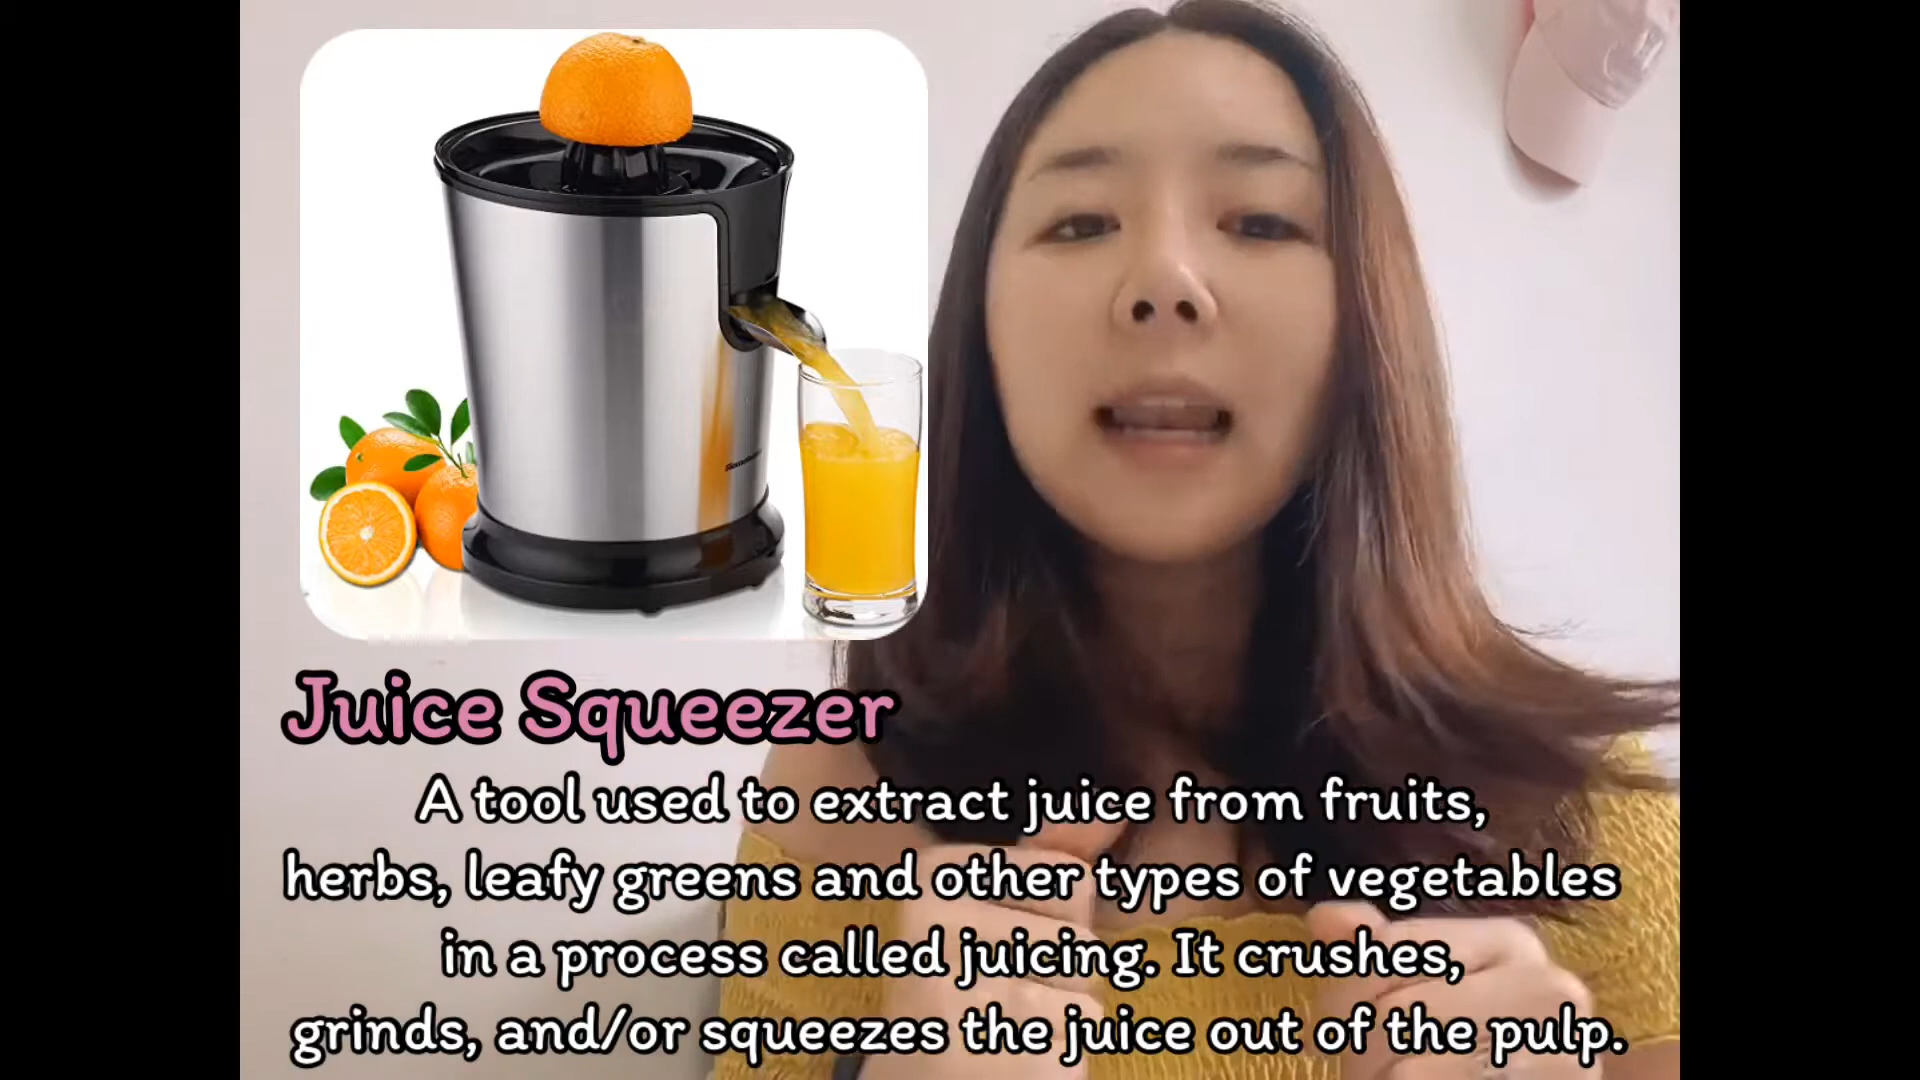 Juice Squeezer
A tool used to extract juice from fruits,
herbs, leafy greens and other types of vegetables
in a process called juicing. It crushes,
grinds, and/or squeezes the juice out of the pulp.